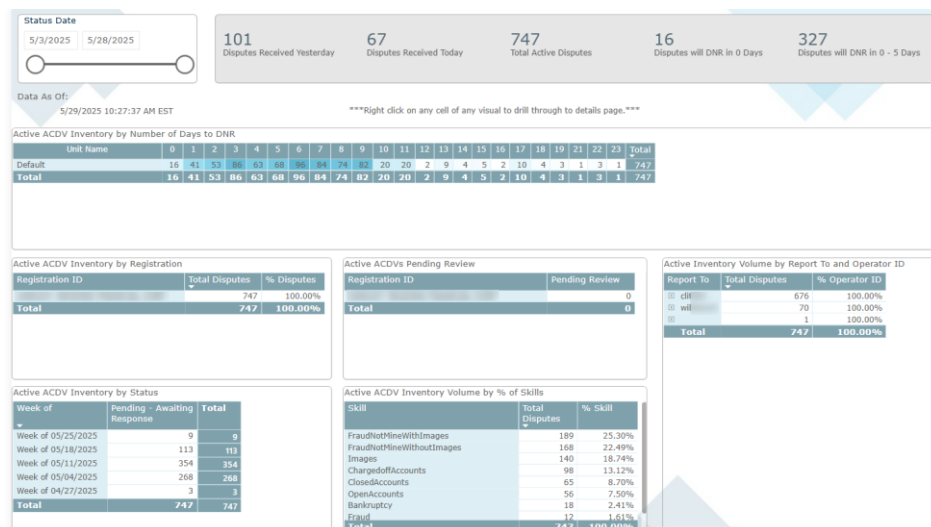 Status Date
5/3/2025 5/28/2025
101 67 747 16 327
Disputes Received Yesterday Disputes Received Today Total Active Disputes Disputes will DNR in 0 Days Disputes will DNR in 0 - 5 Days
Data As Of:
5/29/2025 10:27:37 AM EST
***Right click on any cell of any visual to drill through to details page.***
Active ACDV Inventory by Number of Days to DNR
Unit Name 0 1 2 3 4 5 6 7 8 9 10 11 12 13 14 15 16 17 18 19 21 22 23 Total
Default 16 41 53 86 63 68 96 84 74 82 20 20 2 9 4 5 2 10 4 3 1 3 1 747
Total 16 41 53 86 63 68 96 84 74 82 20 20 2 9 4 5 2 10 4 3 1 3 1 747
Active ACDV Inventory by Registration
Registration ID Total Disputes % Disputes
747 100.00%
Total 747 100.00%
Active ACDVs Pending Review
Registration ID Pending Review
0
Total 0
Active Inventory Volume by Report To and Operator ID
Report To Total Disputes % Operator ID
676 100.00%
70 100.00%
1 100.00%
Total 747 100.00%
Active ACDV Inventory by Status
Week of Pending - Awaiting Response Total
Week of 05/25/2025 9 9
Week of 05/18/2025 113 113
Week of 05/11/2025 354 354
Week of 05/04/2025 268 268
Week of 04/27/2025 3 3
Total 747 747
Active ACDV Inventory Volume by % of Skills
Skill Total Disputes % Skill
FraudNotMineWithImages 189 25.30%
FraudNotMineWithoutImages 168 22.49%
Images 140 18.74%
ChargedoffAccounts 98 13.12%
ClosedAccounts 65 8.70%
OpenAccounts 56 7.50%
Bankruptcy 18 2.41%
Fraud 12 1.61%
Total 747 100.00%